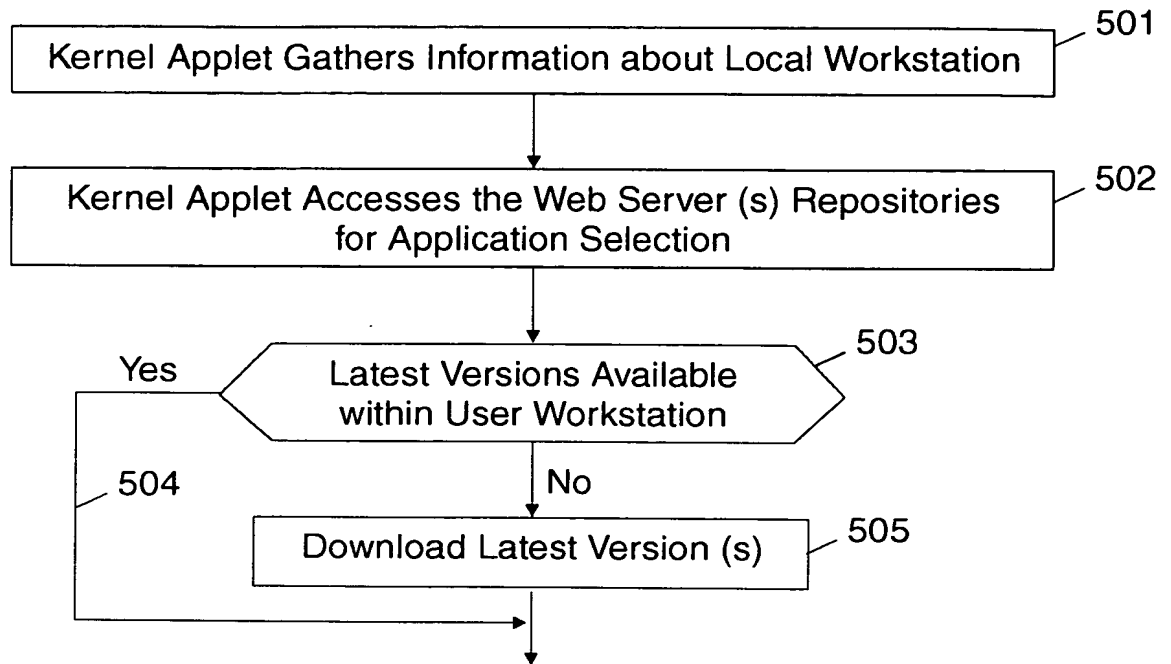 501
Kernel Applet Gathers Information about Local Workstation
502
Kernel Applet Accesses the Web Server (s) Repositories
for Application Selection
503
Yes
Latest Versions Available
within User Workstation
504
No
505
Download Latest Version (s)